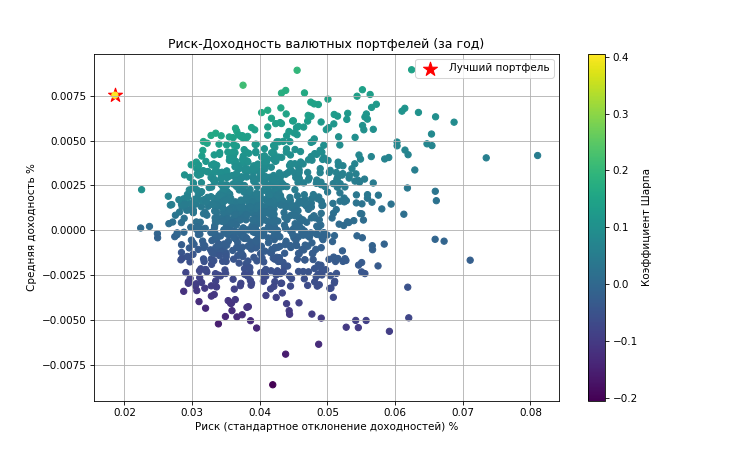 Риск-Доходность валютных портфелей (за год)
Лучший портфель
Средняя доходность %
0.0075
0.0050
0.0025
0.0000
−0.0025
−0.0050
−0.0075
0.02 0.03 0.04 0.05 0.06 0.07 0.08
Риск (стандартное отклонение доходностей) %
0.4
0.3
0.2
0.1
0.0
−0.1
−0.2
Коэффициент Шарпа